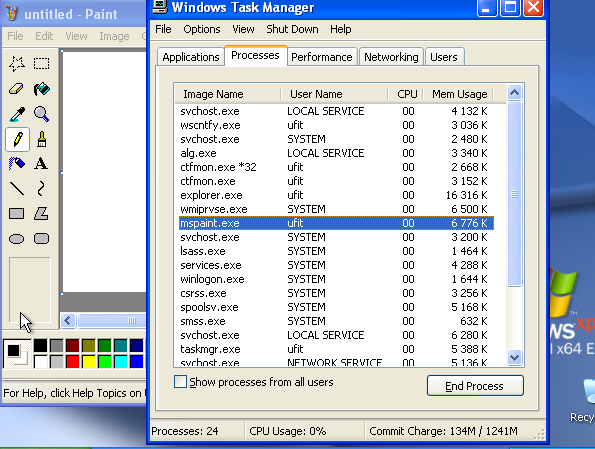 untitled - Paint
File Edit View Image
A
For Help, click Help Topics on
Windows Task Manager
File Options View Shut Down Help
Applications Processes Performance Networking Users
Image Name User Name CPU Mem Usage
svchost.exe LOCAL SERVICE 00 4 132 K
wscntfy.exe ufit 00 3 036 K
svchost.exe SYSTEM 00 2 480 K
alg.exe LOCAL SERVICE 00 3 340 K
ctfmon.exe *32 ufit 00 2 668 K
ctfmon.exe ufit 00 3 152 K
explorer.exe ufit 00 16 316 K
wmiprvse.exe SYSTEM 00 6 500 K
mspaint.exe ufit 00 6 776 K
svchost.exe SYSTEM 00 3 200 K
lsass.exe SYSTEM 00 1 464 K
services.exe SYSTEM 00 4 288 K
winlogon.exe SYSTEM 00 1 644 K
csrss.exe SYSTEM 00 3 256 K
spoolsv.exe SYSTEM 00 5 168 K
smss.exe SYSTEM 00 632 K
svchost.exe LOCAL SERVICE 00 6 280 K
taskmgr.exe ufit 00 5 388 K
svchost.exe NETWORK SERVICE 00 5 136 K
Show processes from all users
End Process
Processes: 24 CPU Usage: 0% Commit Charge: 134M / 1241M
ws xp
l x64 E
Recy